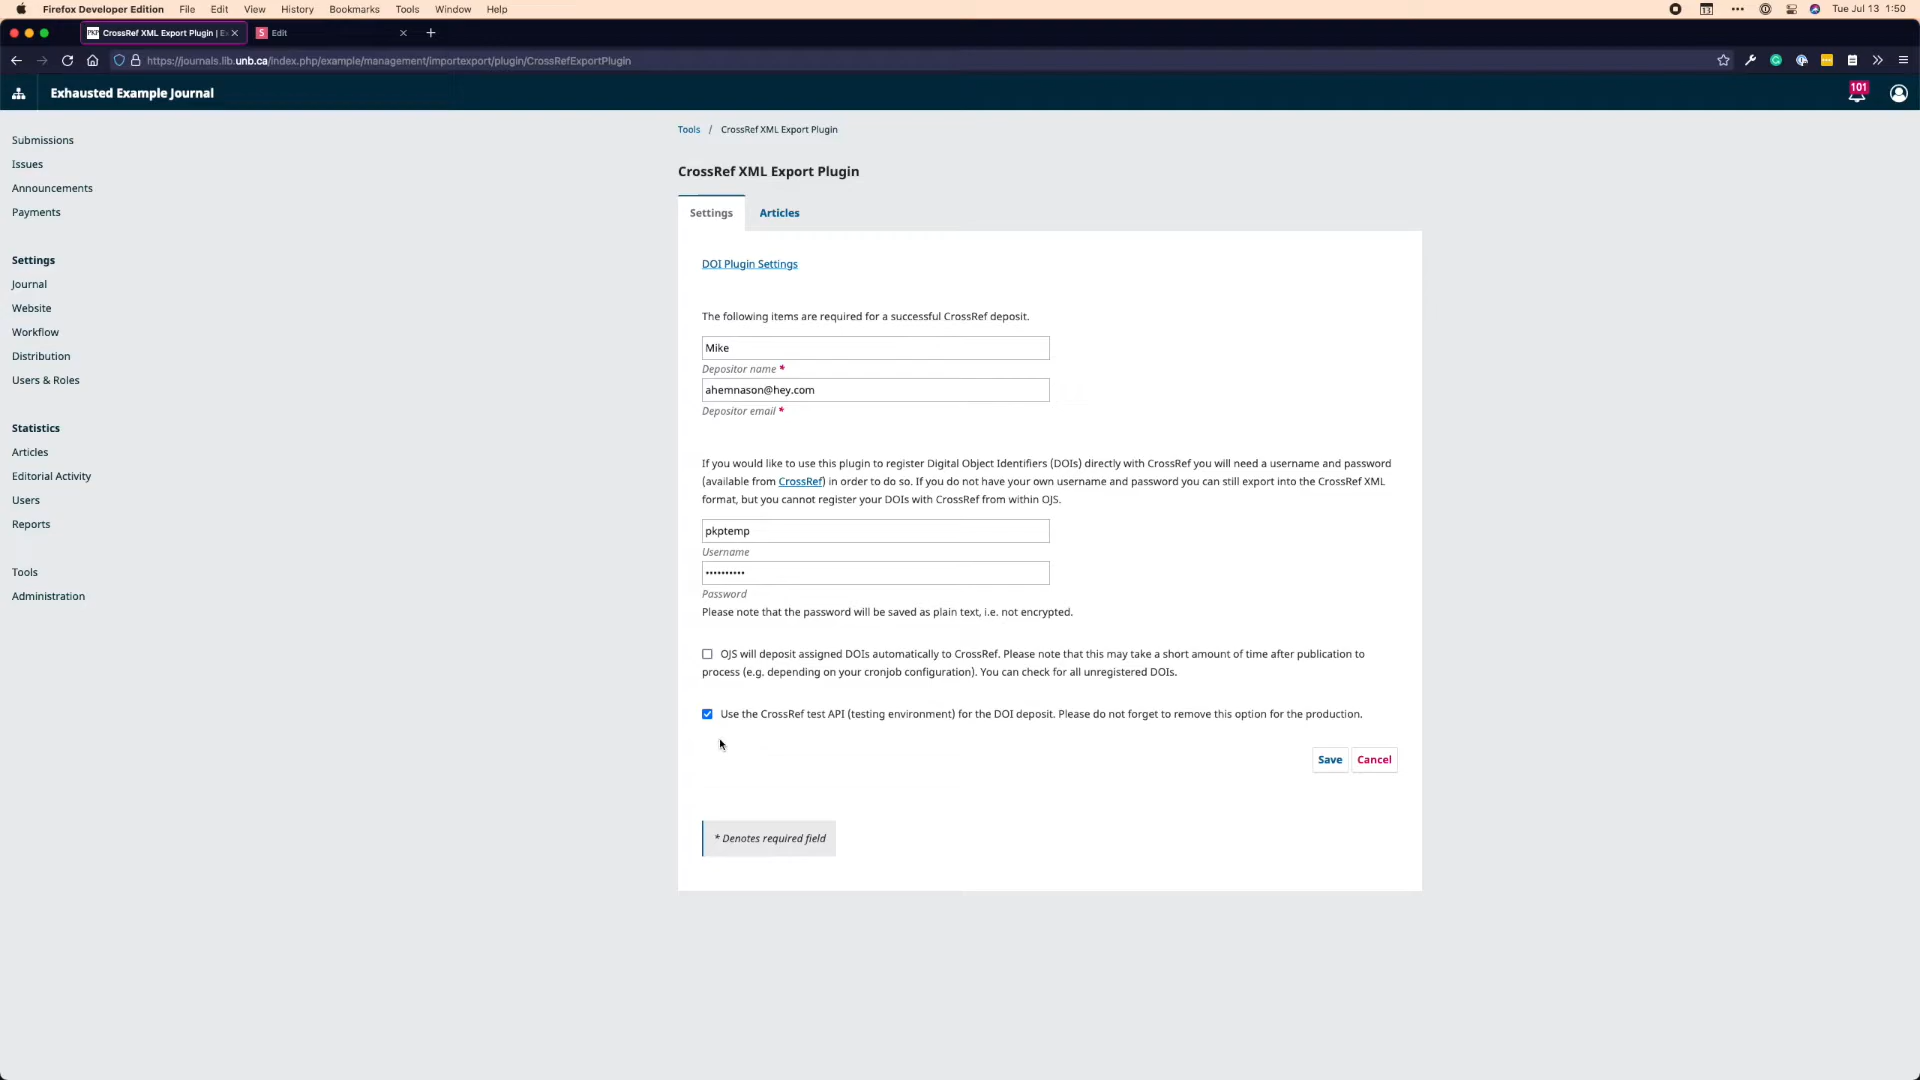 Firefox Developer Edition File Edit View History Bookmarks Tools Window Help Tue Jul 13 1:50
CrossRef XML Export Plugin | Edit
https://journals.lib.unb.ca/index.php/example/management/importexport/plugin/CrossRefExportPlugin
Exhausted Example Journal 101
Submissions
Issues
Announcements
Payments
Settings
Journal
Website
Workflow
Distribution
Users & Roles
Statistics
Articles
Editorial Activity
Users
Reports
Tools
Administration
Tools / CrossRef XML Export Plugin
CrossRef XML Export Plugin
Settings Articles
DOI Plugin Settings
The following items are required for a successful CrossRef deposit.
Mike
Depositor name *
ahemnason@hey.com
Depositor email *
If you would like to use this plugin to register Digital Object Identifiers (DOIs) directly with CrossRef you will need a username and password
(available from CrossRef) in order to do so. If you do not have your own username and password you can still export into the CrossRef XML
format, but you cannot register your DOIs with CrossRef from within OJS.
pkptemp
Username
••••••••••
Password
Please note that the password will be saved as plain text, i.e. not encrypted.
OJS will deposit assigned DOIs automatically to CrossRef. Please note that this may take a short amount of time after publication to
process (e.g. depending on your cronjob configuration). You can check for all unregistered DOIs.
Use the CrossRef test API (testing environment) for the DOI deposit. Please do not forget to remove this option for the production.
Save Cancel
* Denotes required field